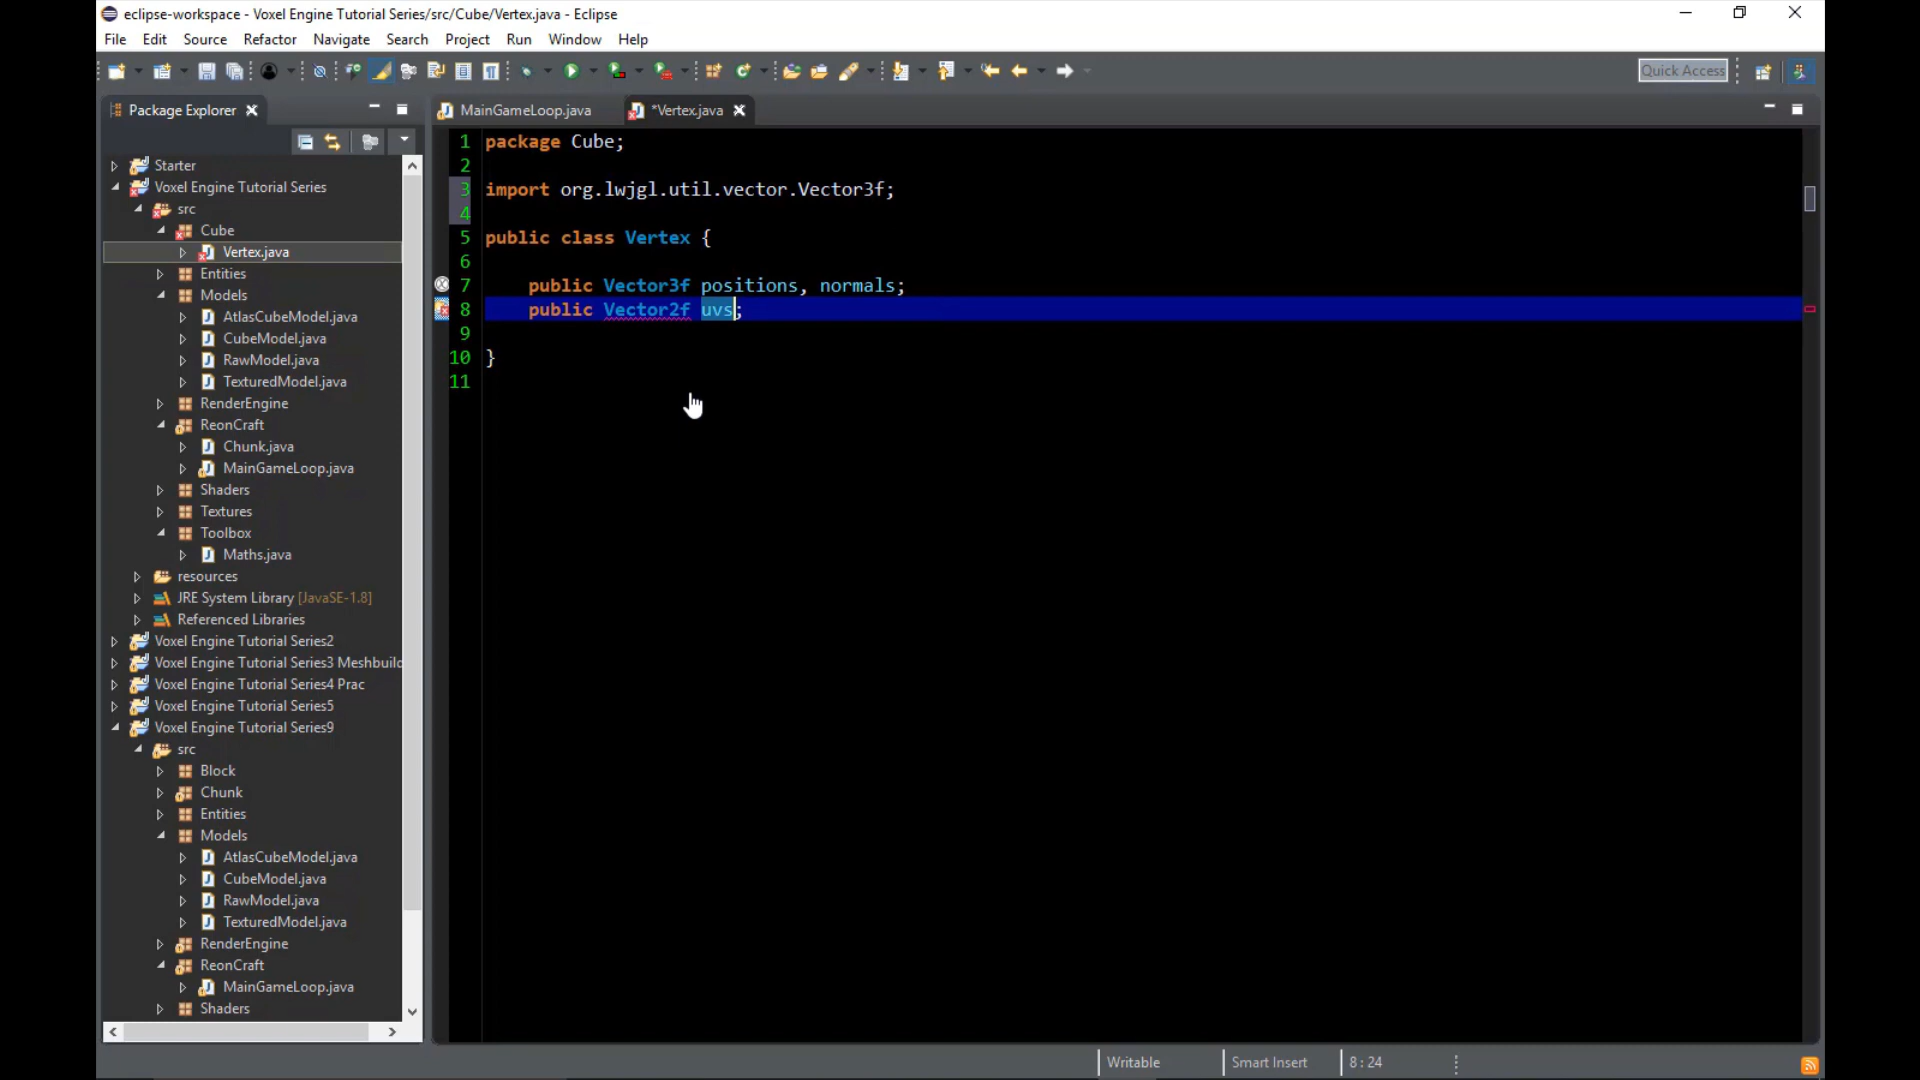 eclipse-workspace - Voxel Engine Tutorial Series/src/Cube/Vertex.java - Eclipse
File Edit Source Refactor Navigate Search Project Run Window Help
Quick Access
Package Explorer
MainGameLoop.java
*Vertex.java
Starter
Voxel Engine Tutorial Series
src
Cube
Vertex.java
Entities
Models
AtlasCubeModel.java
CubeModel.java
RawModel.java
TexturedModel.java
RenderEngine
ReonCraft
Chunk.java
MainGameLoop.java
Shaders
Textures
Toolbox
Maths.java
resources
JRE System Library [JavaSE-1.8]
Referenced Libraries
Voxel Engine Tutorial Series2
Voxel Engine Tutorial Series3 Meshbuilc
Voxel Engine Tutorial Series4 Prac
Voxel Engine Tutorial Series5
Voxel Engine Tutorial Series9
src
Block
Chunk
Entities
Models
AtlasCubeModel.java
CubeModel.java
RawModel.java
TexturedModel.java
RenderEngine
ReonCraft
MainGameLoop.java
Shaders
1 package Cube;
2
3 import org.lwjgl.util.vector.Vector3f;
4
5 public class Vertex {
6
7 public Vector3f positions, normals;
8 public Vector2f uvs;
9
10 }
11
Writable
Smart Insert
8 : 24